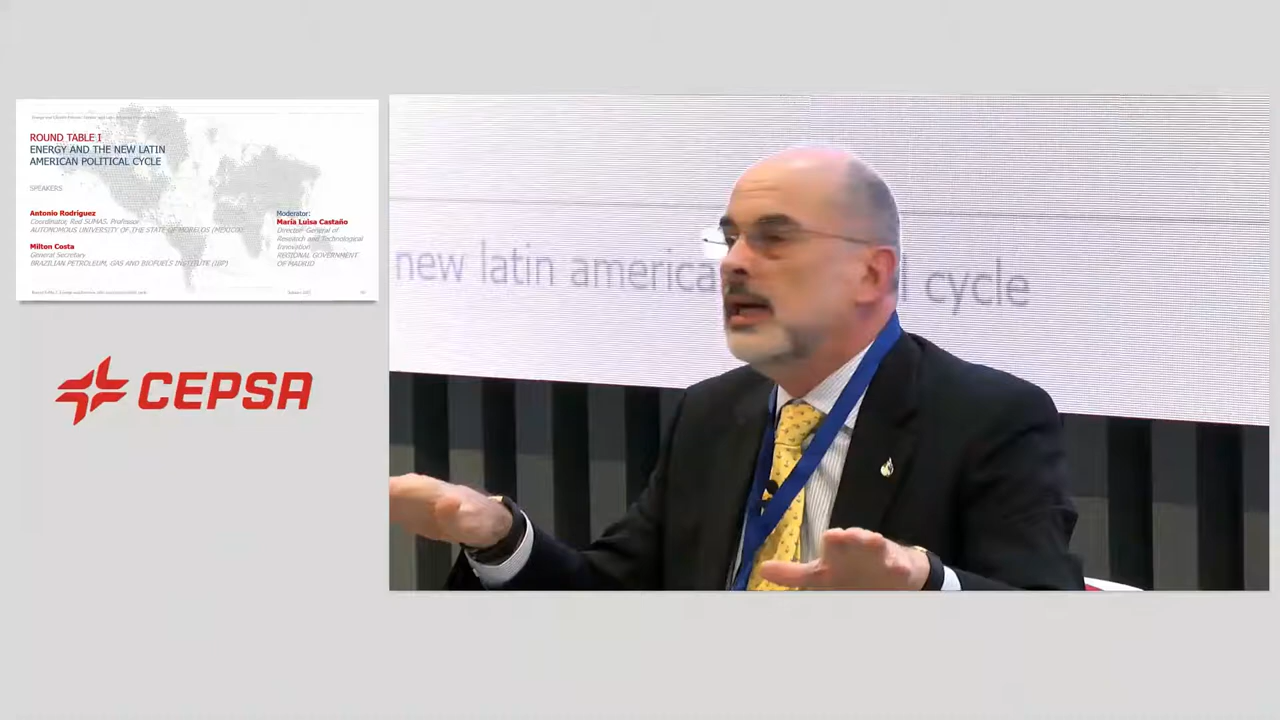 ROUND TABLE I
ENERGY AND THE NEW LATIN
AMERICAN POLITICAL CYCLE
SPEAKERS
Antonio Rodríguez
Coordinator, Red SUMAS. Professor
AUTONOMOUS UNIVERSITY OF THE STATE OF MORELOS (MEXICO)
Milton Costa
General Secretary
BRAZILIAN PETROLEUM, GAS AND BIOFUELS INSTITUTE (IBP)
Moderator:
María Luisa Castaño
Director General of
Research and Technological
Innovation
REGIONAL GOVERNMENT
OF MADRID
CEPSA
new latin america cycle